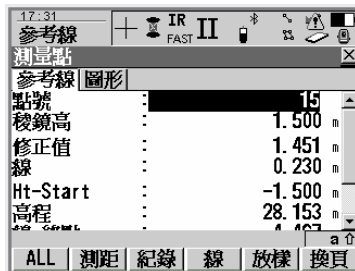 17:31
參考線
IR
FAST
II
測量點
參考線 圖形
點號 : 15
稜鏡高 : 1.500 m
修正值 : 1.451 m
線 : 0.230 m
Ht-Start : -1.500 m
高程 : 28.153 m
a
ALL 測距 紀錄 線 放樣 換頁